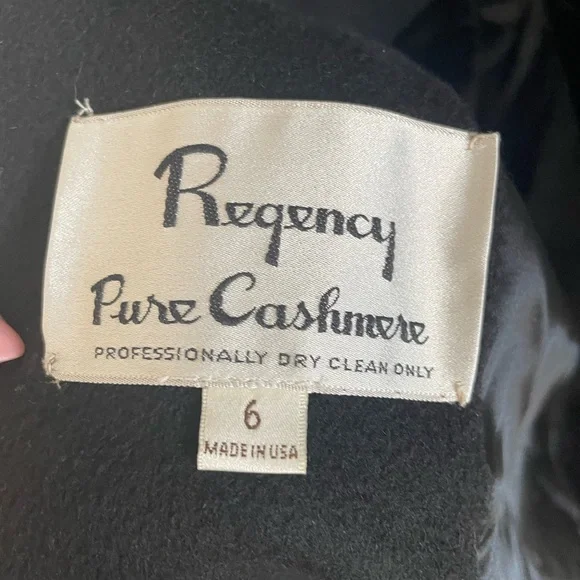 Regency
Pure Cashmere
PROFESSIONALLY DRY CLEAN ONLY
6
MADE IN USA